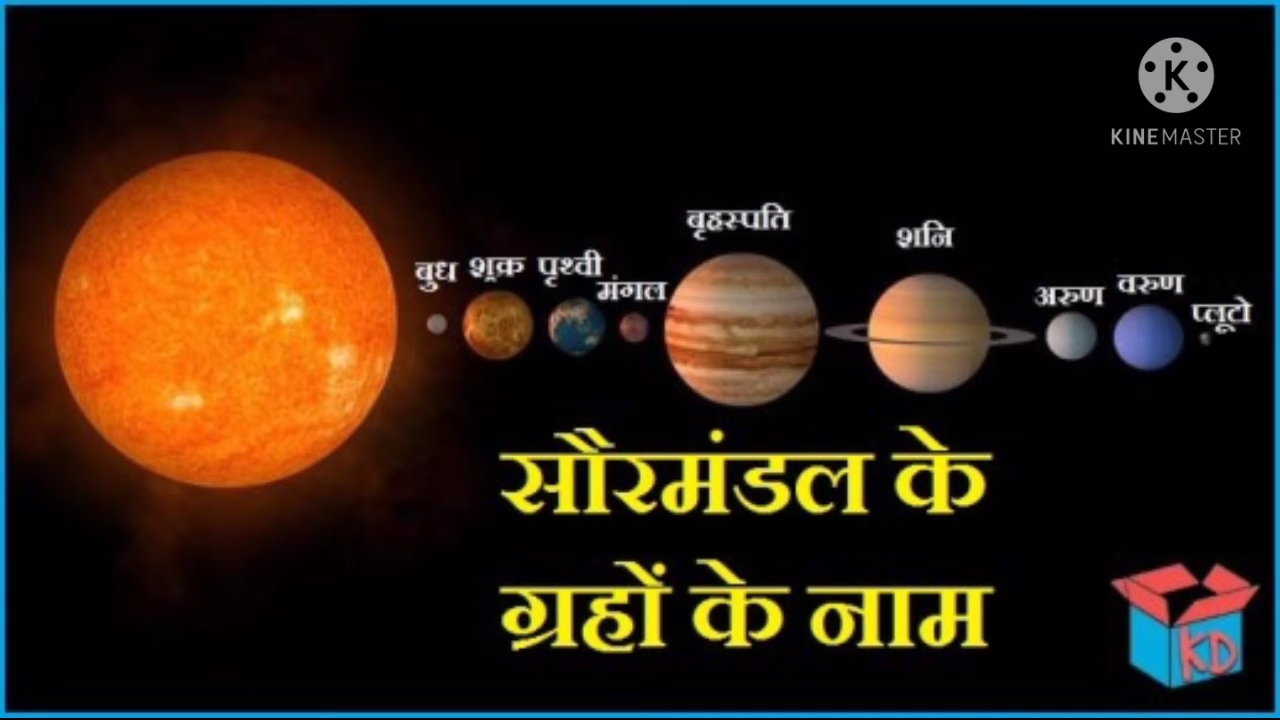 KINEMASTER
बुध शुक्र पृथ्वी मंगल बृहस्पति शनि अरुण वरुण प्लूटो
सौरमंडल के
ग्रहों के नाम
KD